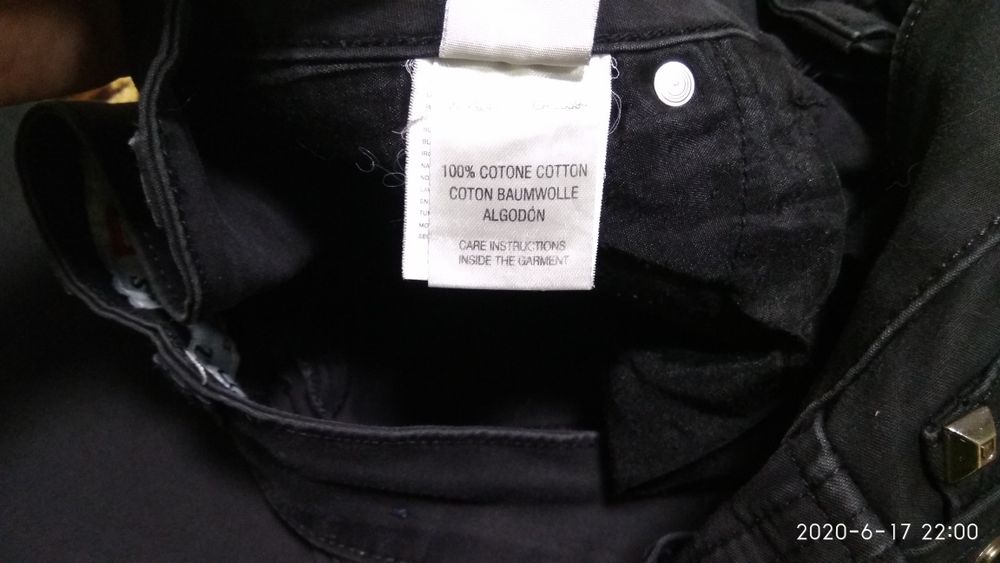 100% COTONE COTTON
COTON BAUMWOLLE
ALGODÓN
CARE INSTRUCTIONS
INSIDE THE GARMENT
2020-6-17 22:00